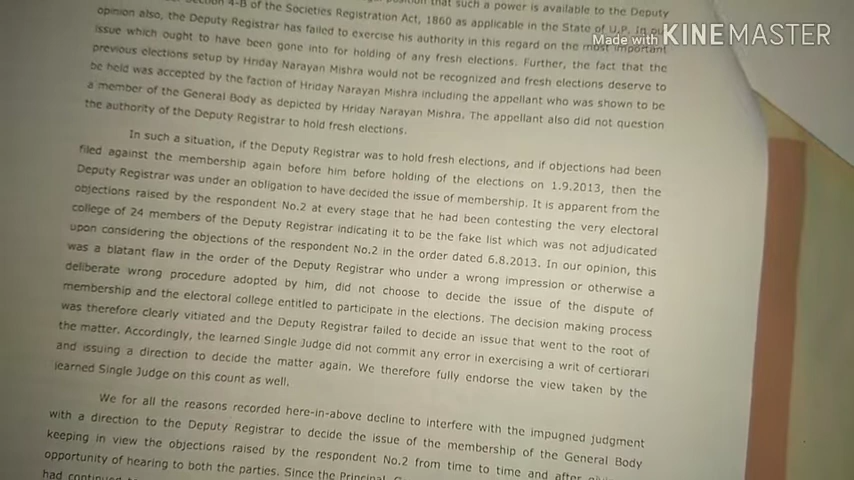 Section 4-B of the Societies Registration Act, 1860 as applicable in the State of U.P. In our
that such a power is available to the Deputy
opinion also, the Deputy Registrar has failed to exercise his authority in this regard on the most important
issue which ought to have been gone into for holding of any fresh elections. Further, the fact that the
previous elections setup by Hriday Narayan Mishra would not be recognized and fresh elections deserve to
be held was accepted by the faction of Hriday Narayan Mishra including the appellant who was shown to be
a member of the General Body as depicted by Hriday Narayan Mishra. The appellant also did not question
the authority of the Deputy Registrar to hold fresh elections.
In such a situation, if the Deputy Registrar was to hold fresh elections, and if objections had been
filed against the membership again before him before holding of the elections on 1.9.2013, then the
Deputy Registrar was under an obligation to have decided the issue of membership. It is apparent from the
objections raised by the respondent No.2 at every stage that he had been contesting the very electoral
college of 24 members of the Deputy Registrar indicating it to be the fake list which was not adjudicated
upon considering the objections of the respondent No.2 in the order dated 6.8.2013. In our opinion, this
was a blatant flaw in the order of the Deputy Registrar who under a wrong impression or otherwise a
deliberate wrong procedure adopted by him, did not choose to decide the issue of the dispute of
membership and the electoral college entitled to participate in the elections. The decision making process
was therefore clearly vitiated and the Deputy Registrar failed to decide an issue that went to the root of
the matter. Accordingly, the learned Single Judge did not commit any error in exercising a writ of certiorari
and issuing a direction to decide the matter again. We therefore fully endorse the view taken by the
learned Single Judge on this count as well.
We for all the reasons recorded here-in-above decline to interfere with the impugned judgment
with a direction to the Deputy Registrar to decide the issue of the membership of the General Body
keeping in view the objections raised by the respondent No.2 from time to time and after
opportunity of hearing to both the parties. Since the Principal
had
Made with KINEMASTER